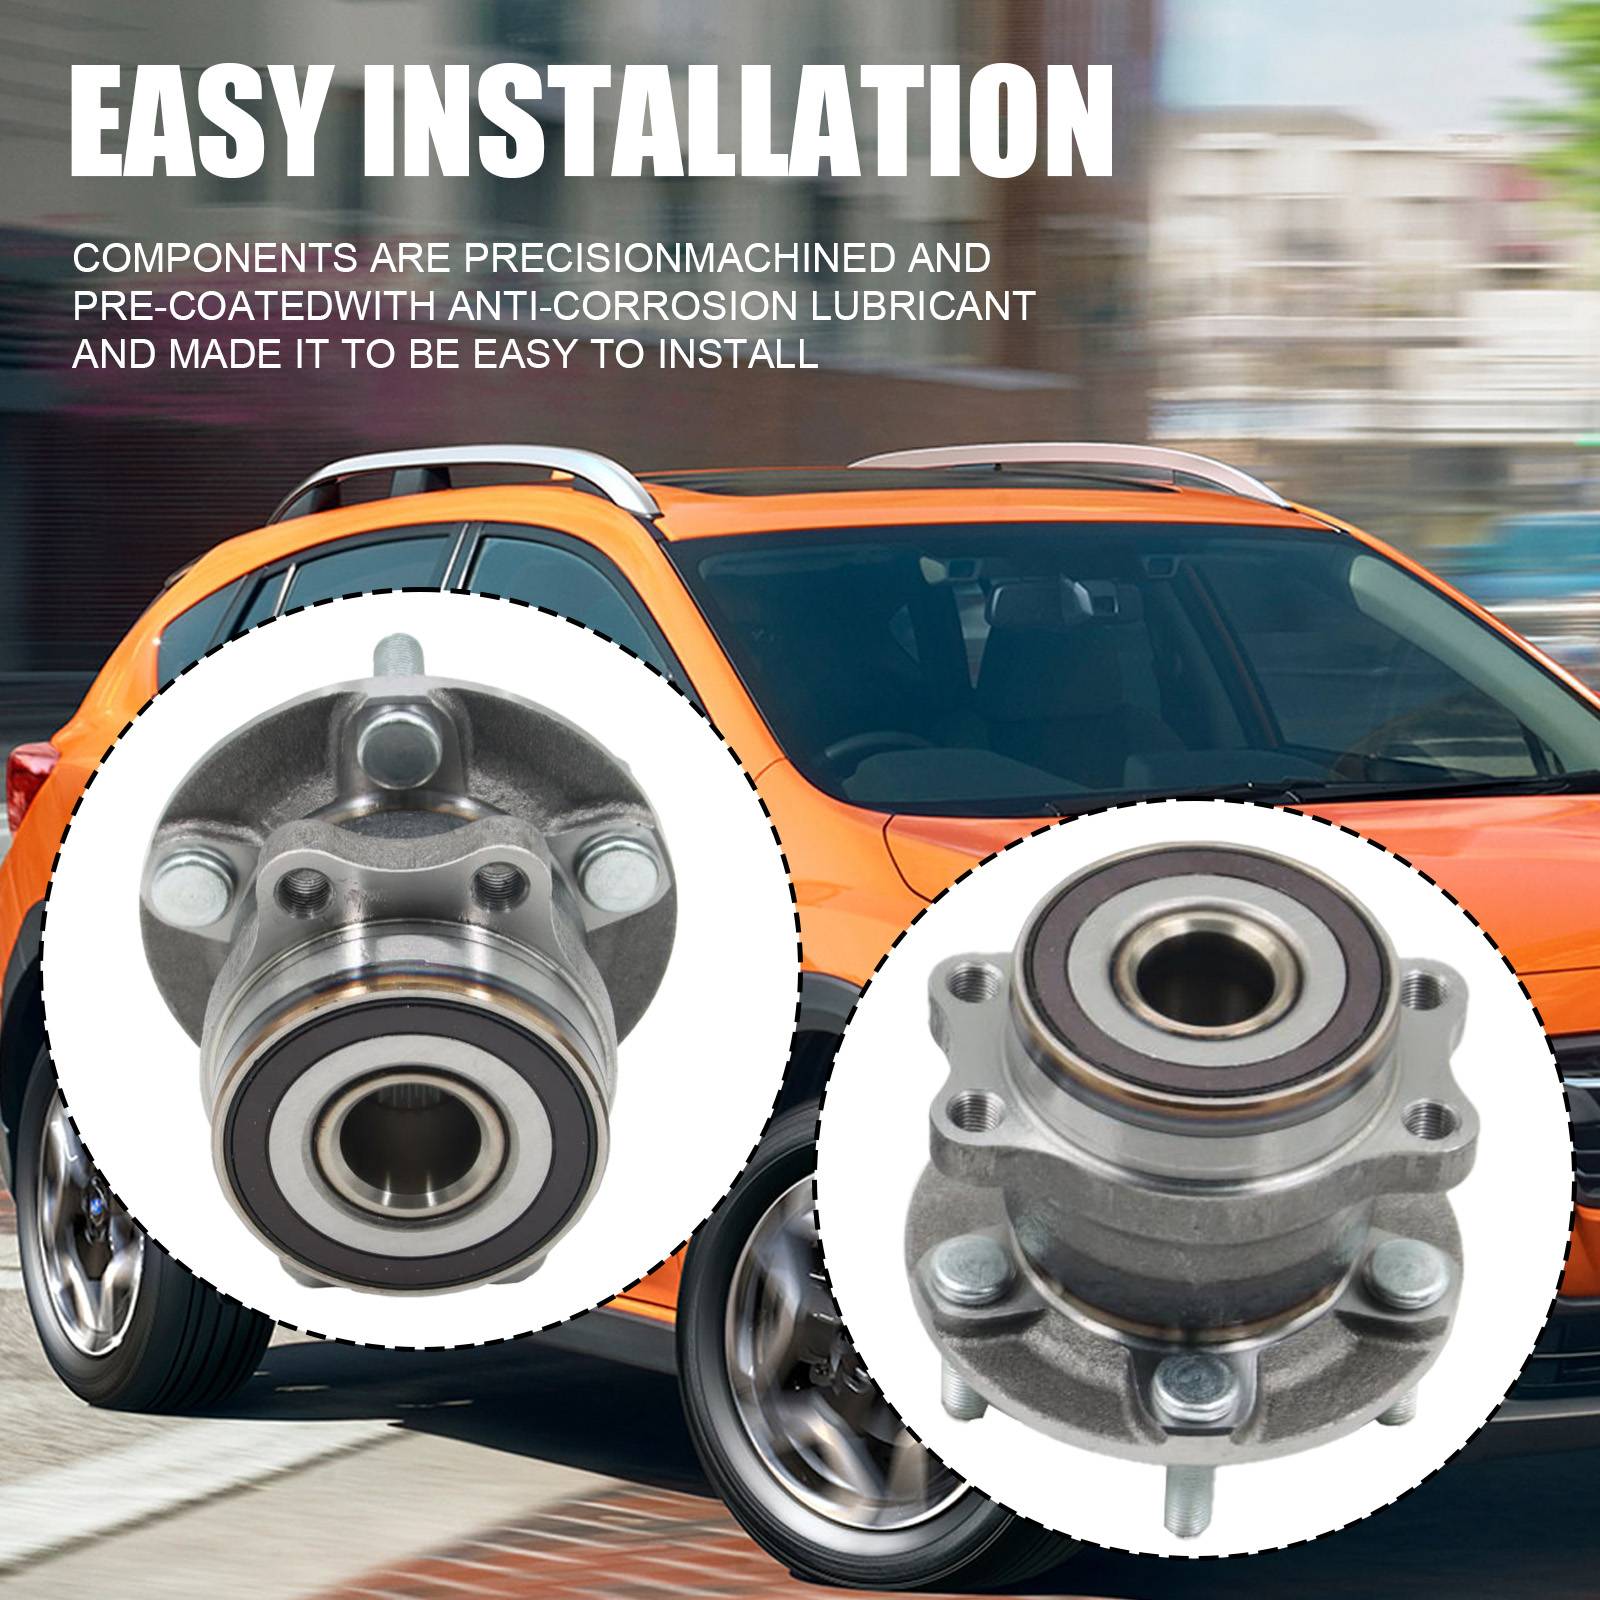 EASY INSTALLATION
COMPONENTS ARE PRECISIONMACHINED AND
PRE-COATEDWITH ANTI-CORROSION LUBRICANT
AND MADE IT TO BE EASY TO INSTALL